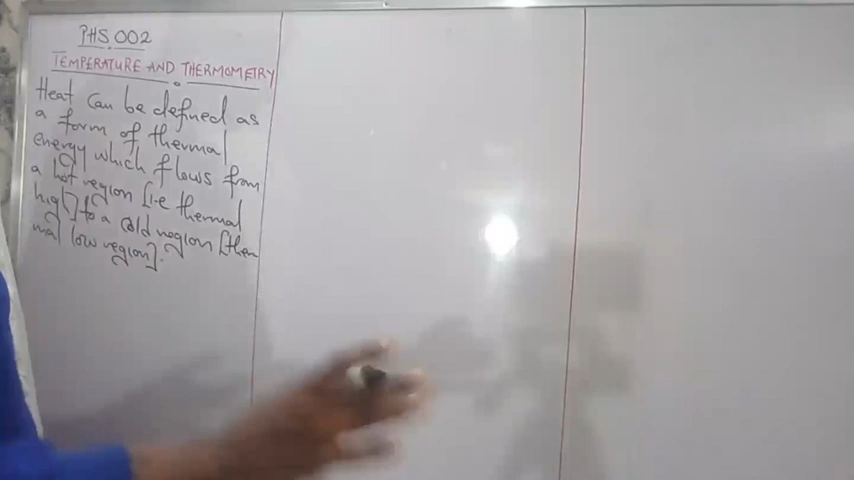 PHS 002
TEMPERATURE AND THERMOMETRY
Heat can be defined as
a form of thermal
energy which flows from
a hot region [i.e thermal
high] to a cold region [ther
mal low region].